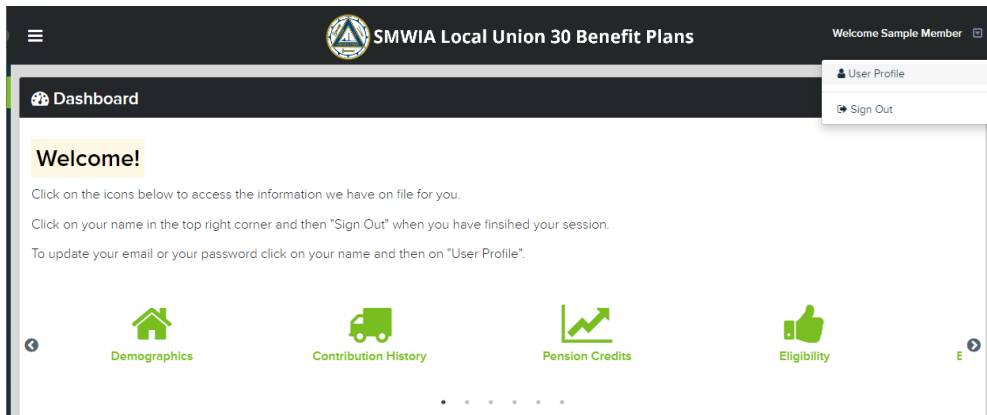 SMWIA Local Union 30 Benefit Plans
Welcome Sample Member
User Profile
Sign Out
Dashboard
Welcome!
Click on the icons below to access the information we have on file for you.
Click on your name in the top right corner and then "Sign Out" when you have finsihed your session.
To update your email or your password click on your name and then on "User Profile".
Demographics
Contribution History
Pension Credits
Eligibility
E